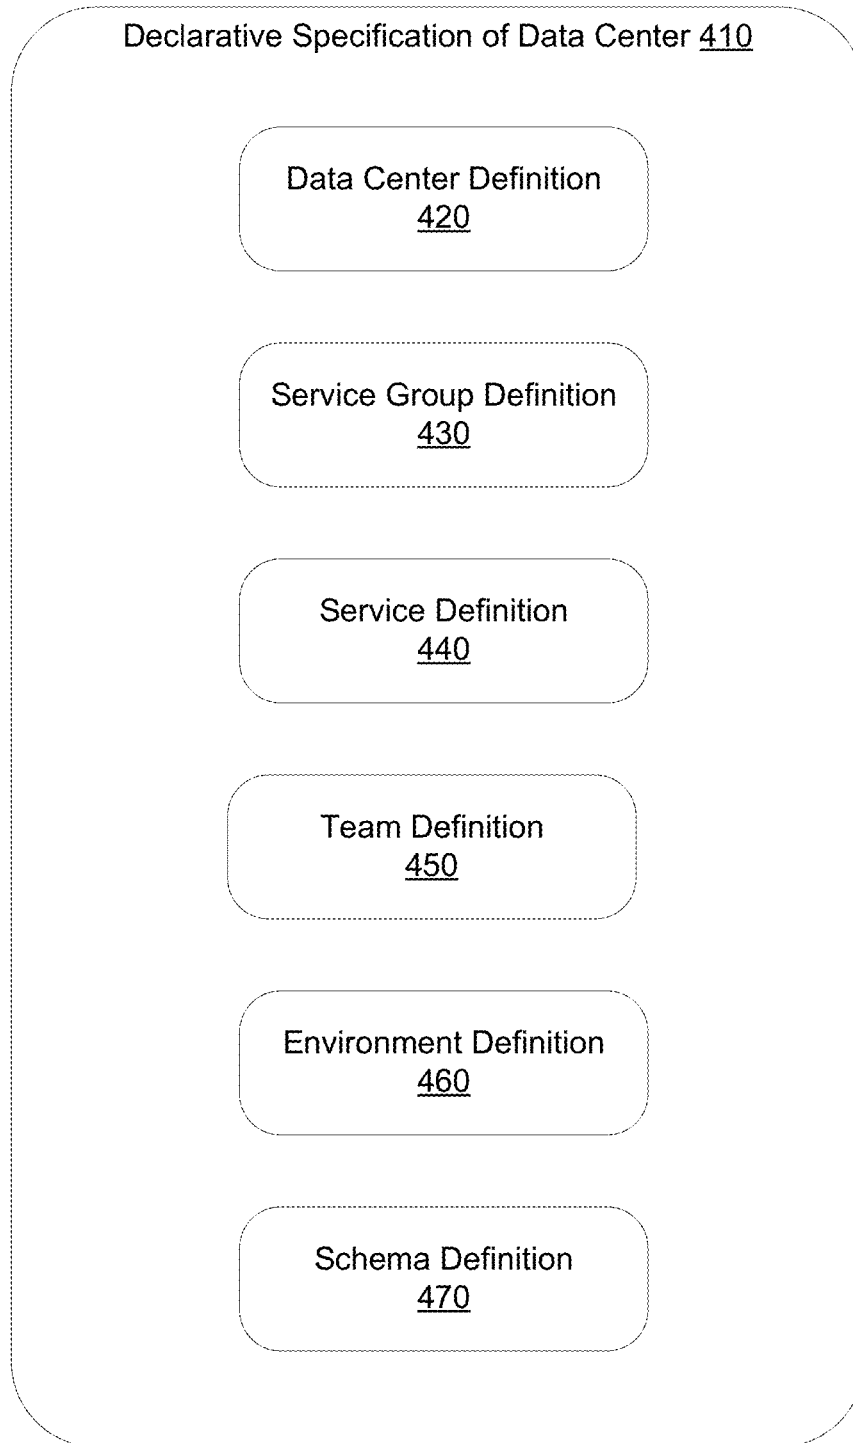 Declarative Specification of Data Center 410
Data Center Definition
420
Service Group Definition
430
Service Definition
440
Team Definition
450
Environment Definition
460
Schema Definition
470